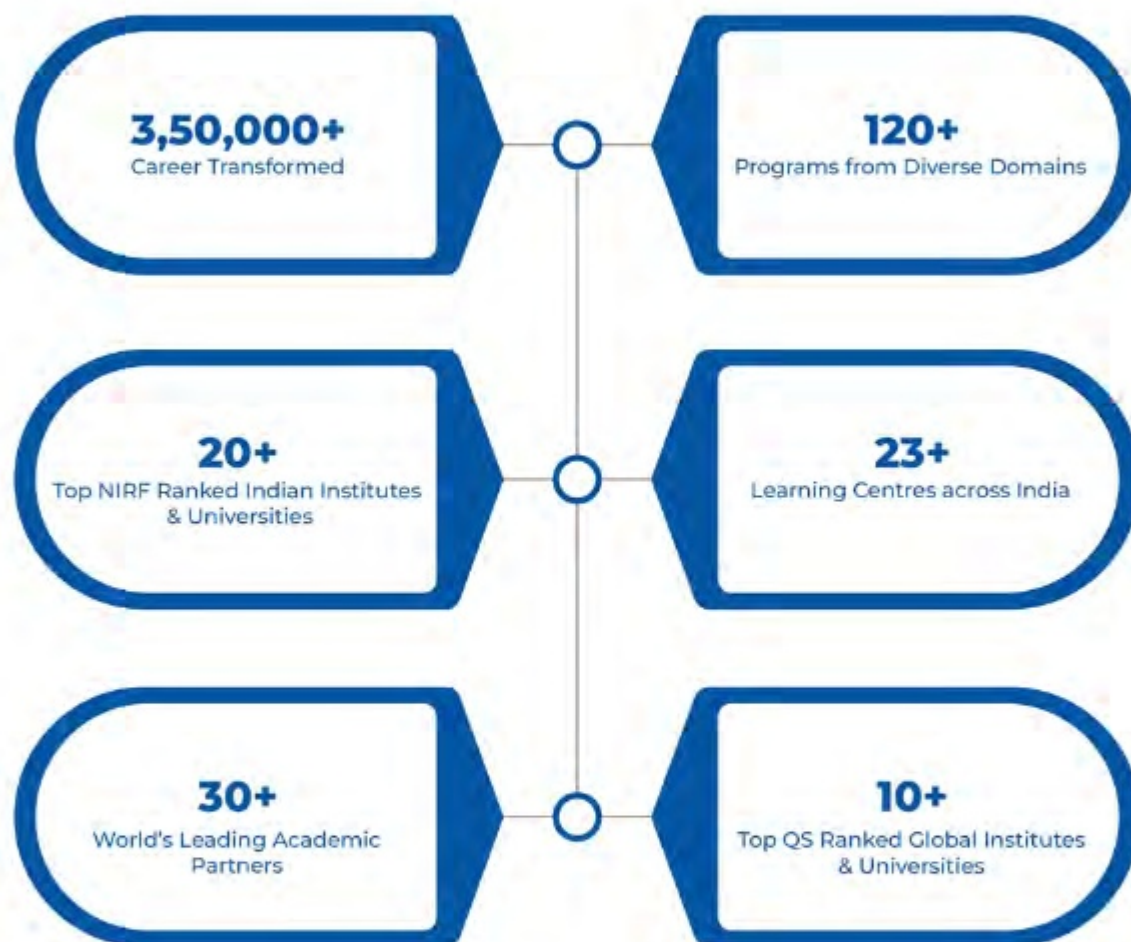 3,50,000+
Career Transformed
120+
Programs from Diverse Domains
20+
Top NIRF Ranked Indian Institutes
& Universities
23+
Learning Centres across India
30+
World's Leading Academic
Partners
10+
Top QS Ranked Global Institutes
& Universities